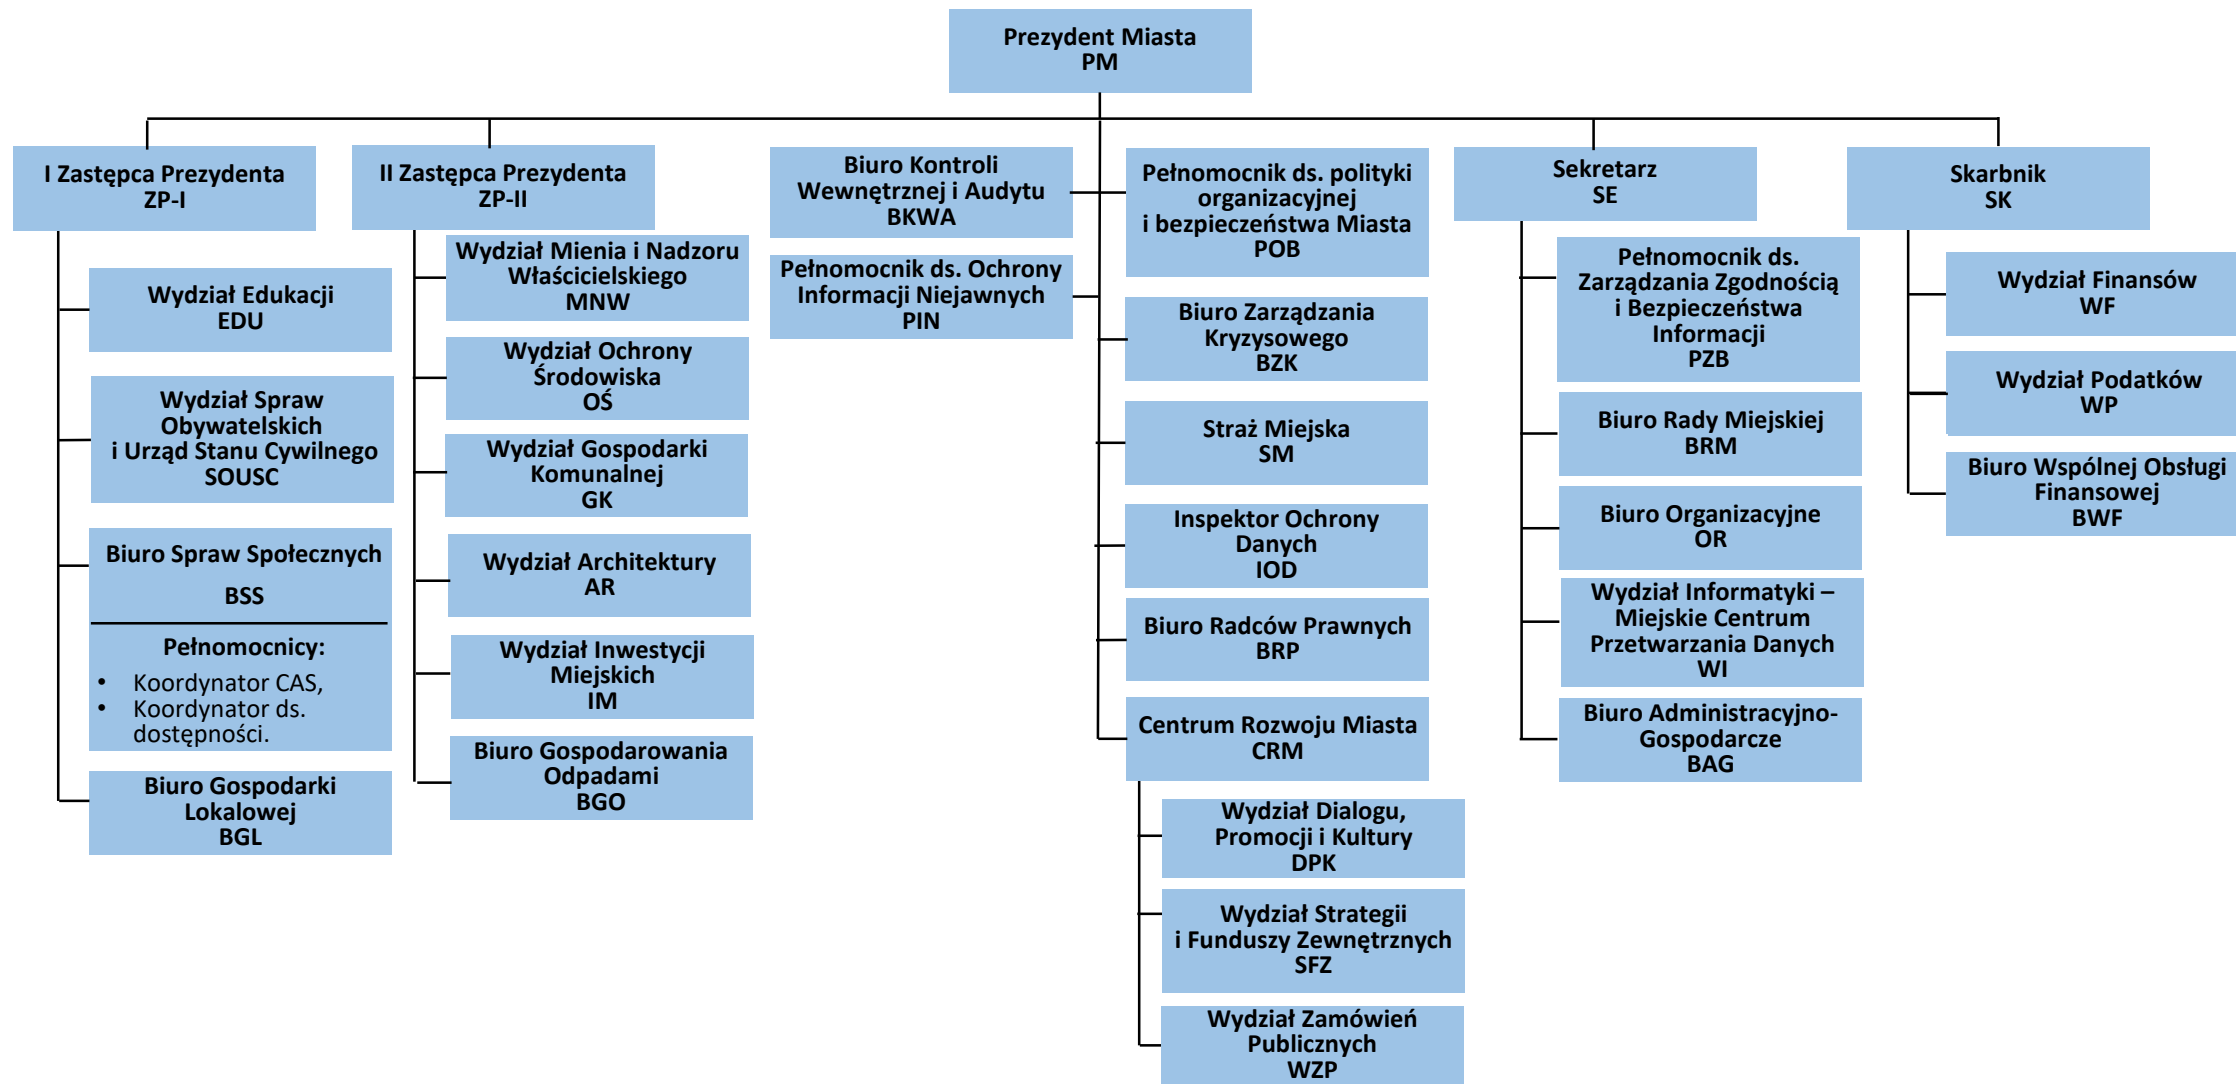 Prezydent Miasta
PM
I Zastępca Prezydenta
ZP-I
Wydział Edukacji
EDU
Wydział Spraw
Obywatelskich
i Urząd Stanu Cywilnego
SOUSC
Biuro Spraw Społecznych
BSS
Pełnomocnicy:
• Koordynator CAS,
• Koordynator ds.
dostępności.
Biuro Gospodarki
Lokalowej
BGL
II Zastępca Prezydenta
ZP-II
Wydział Mienia i Nadzoru
Właścicielskiego
MNW
Wydział Ochrony
Środowiska
OŚ
Wydział Gospodarki
Komunalnej
GK
Wydział Architektury
AR
Wydział Inwestycji
Miejskich
IM
Biuro Gospodarowania
Odpadami
BGO
Biuro Kontroli
Wewnętrznej i Audytu
BKWA
Pełnomocnik ds. Ochrony
Informacji Niejawnych
PIN
Pełnomocnik ds. polityki
organizacyjnej
i bezpieczeństwa Miasta
POB
Biuro Zarządzania
Kryzysowego
BZK
Straż Miejska
SM
Inspektor Ochrony
Danych
IOD
Biuro Radców Prawnych
BRP
Centrum Rozwoju Miasta
CRM
Wydział Dialogu,
Promocji i Kultury
DPK
Wydział Strategii
i Funduszy Zewnętrznych
SFZ
Wydział Zamówień
Publicznych
WZP
Sekretarz
SE
Pełnomocnik ds.
Zarządzania Zgodnością
i Bezpieczeństwa
Informacji
PZB
Biuro Rady Miejskiej
BRM
Biuro Organizacyjne
OR
Wydział Informatyki –
Miejskie Centrum
Przetwarzania Danych
WI
Biuro Administracyjno-
Gospodarcze
BAG
Skarbnik
SK
Wydział Finansów
WF
Wydział Podatków
WP
Biuro Wspólnej Obsługi
Finansowej
BWF